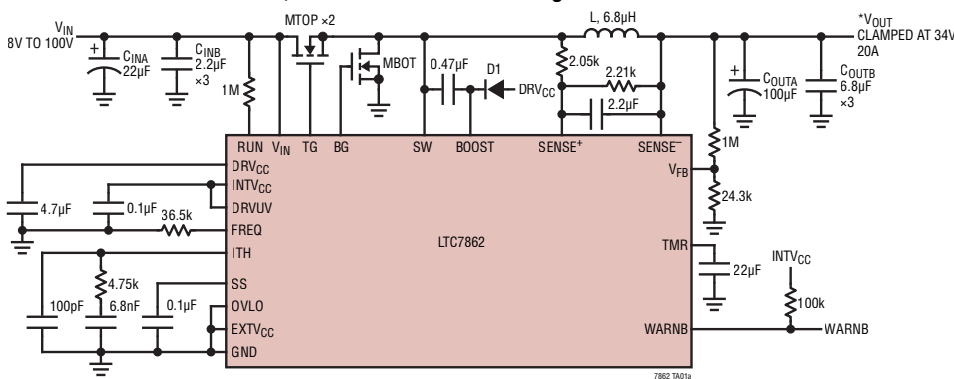 V_IN
8V TO 100V
C_INA
22µF
C_INB
2.2µF
×3
1M
MTOP ×2
MBOT
0.47µF
D1
DRV_CC
L, 6.8µH
2.05k
2.21k
2.2µF
*V_OUT
CLAMPED AT 34V
20A
C_OUTA
100µF
C_OUTB
6.8µF
×3
1M
24.3k
RUN V_IN TG BG SW BOOST SENSE+ SENSE–
DRV_CC
INTV_CC
DRVUV
FREQ
ITH
SS
OVLO
EXTV_CC
GND
LTC7862
V_FB
TMR
WARNB
4.7µF
0.1µF
36.5k
4.75k
100pF
6.8nF
0.1µF
22µF
INTV_CC
100k
WARNB
7862 TA01a